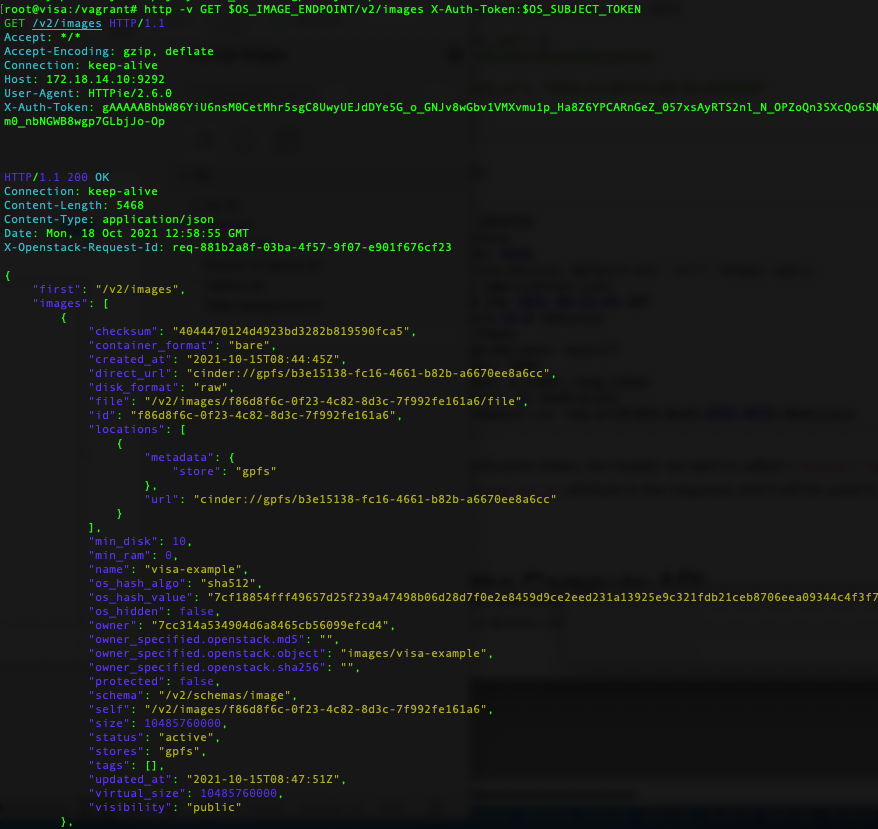 [root@visa:/vagrant# http -v GET $OS_IMAGE_ENDPOINT/v2/images X-Auth-Token:$OS_SUBJECT_TOKEN
GET /v2/images HTTP/1.1
Accept: */*
Accept-Encoding: gzip, deflate
Connection: keep-alive
Host: 172.18.14.10:9292
User-Agent: HTTPie/2.6.0
X-Auth-Token: gAAAAABhbW86YiU6nsM0CetMhr5sgC8UwyUEJdDYe5G_o_GNJv8wGbv1VMXvmu1p_Ha8Z6YPCARnGeZ_057xsAyRTS2nl_N_OPZoQn3SXcQo6SN
m0_nbNGWB8wgp7GLbjJo-Op
HTTP/1.1 200 OK
Connection: keep-alive
Content-Length: 5468
Content-Type: application/json
Date: Mon, 18 Oct 2021 12:58:55 GMT
X-Openstack-Request-Id: req-881b2a8f-03ba-4f57-9f07-e901f676cf23
{
"first": "/v2/images",
"images": [
{
"checksum": "4044470124d4923bd3282b819590fca5",
"container_format": "bare",
"created_at": "2021-10-15T08:44:45Z",
"direct_url": "cinder://gpfs/b3e15138-fc16-4661-b82b-a6670ee8a6cc",
"disk_format": "raw",
"file": "/v2/images/f86d8f6c-0f23-4c82-8d3c-7f992fe161a6/file",
"id": "f86d8f6c-0f23-4c82-8d3c-7f992fe161a6",
"locations": [
{
"metadata": {
"store": "gpfs"
},
"url": "cinder://gpfs/b3e15138-fc16-4661-b82b-a6670ee8a6cc"
}
],
"min_disk": 10,
"min_ram": 0,
"name": "visa-example",
"os_hash_algo": "sha512",
"os_hash_value": "7cf18854fff49657d25f239a47498b06d28d7f0e2e8459d9ce2eed231a13925e9c321fdb21ceb8706eea09344c4f3f7
"os_hidden": false,
"owner": "7cc314a534904d6a8465cb56099efcd4",
"owner_specified.openstack.md5": "",
"owner_specified.openstack.object": "images/visa-example",
"owner_specified.openstack.sha256": "",
"protected": false,
"schema": "/v2/schemas/image",
"self": "/v2/images/f86d8f6c-0f23-4c82-8d3c-7f992fe161a6",
"size": 10485760000,
"status": "active",
"stores": "gpfs",
"tags": [],
"updated_at": "2021-10-15T08:47:51Z",
"virtual_size": 10485760000,
"visibility": "public"
},